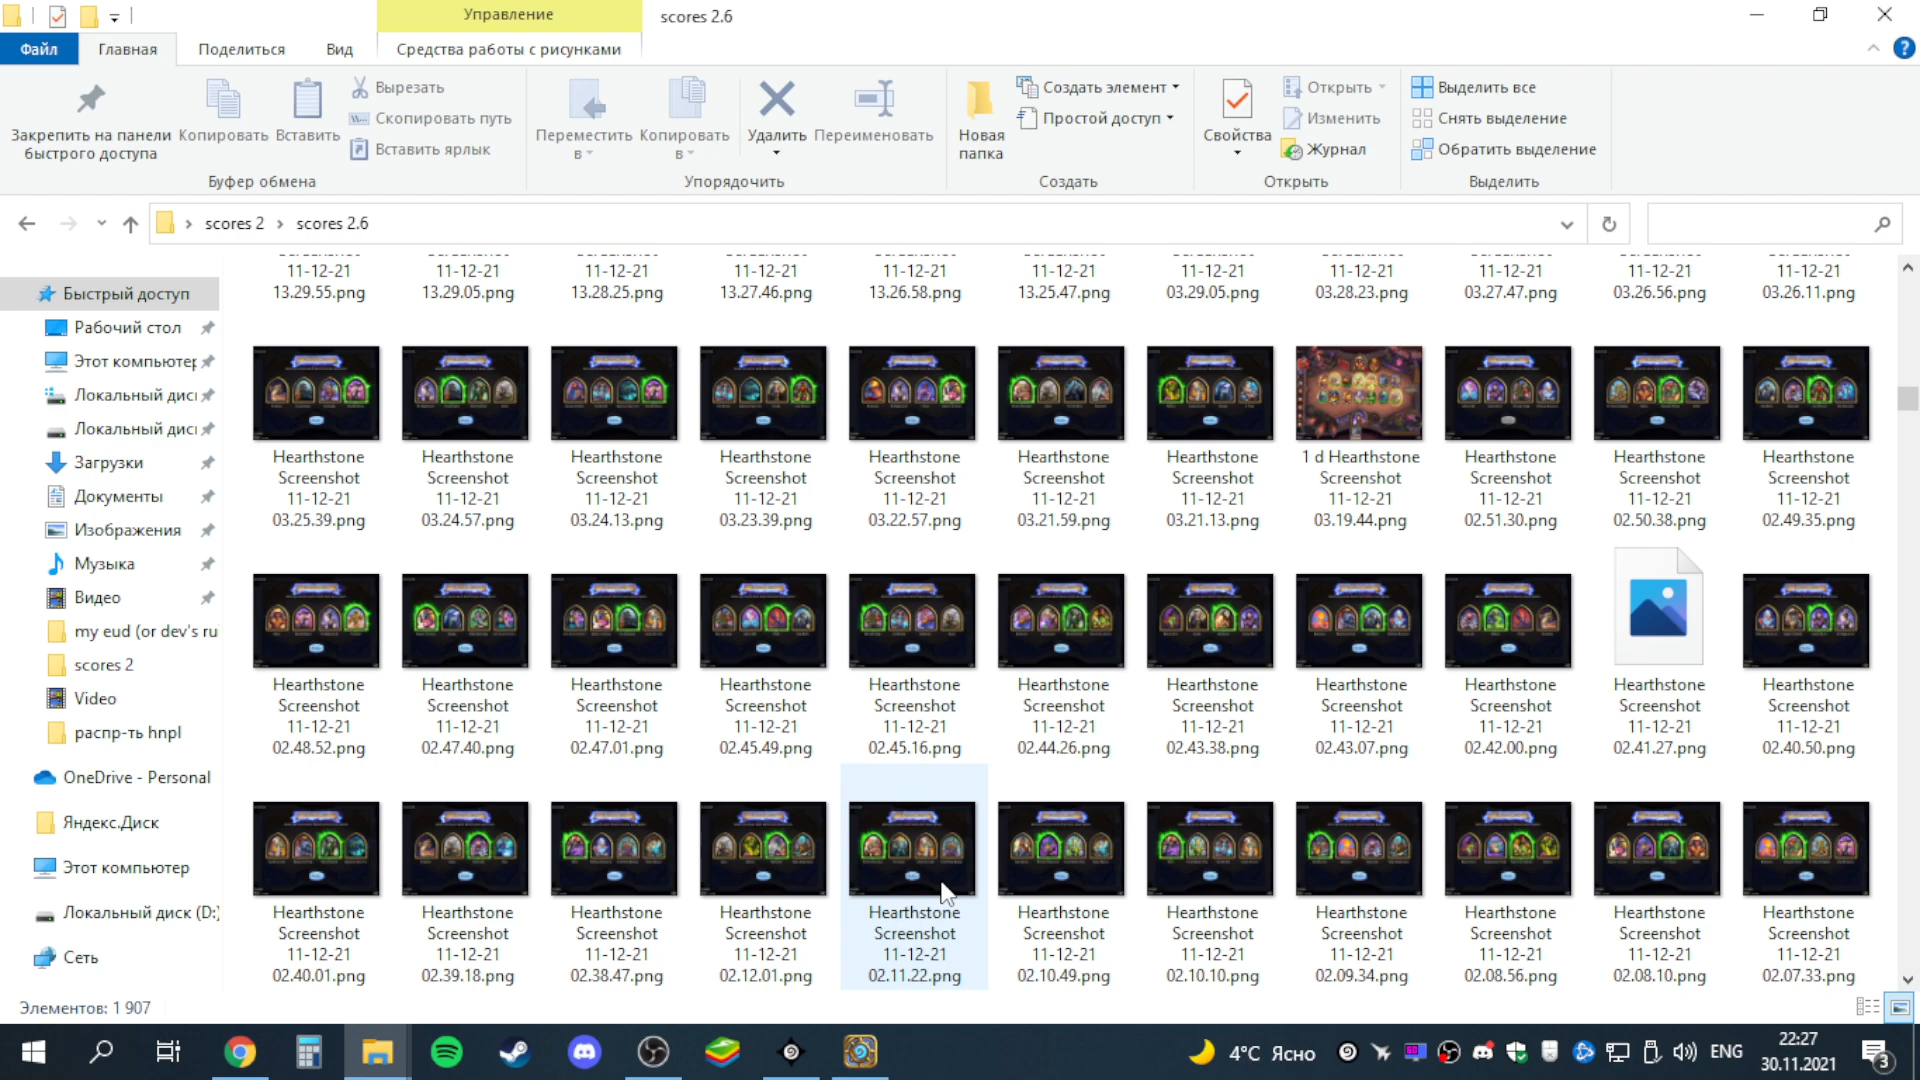 Управление
scores 2.6
Файл
Главная
Поделиться
Вид
Средства работы с рисунками
Закрепить на панели
быстрого доступа
Копировать
Вставить
Вырезать
Скопировать путь
Вставить ярлык
Буфер обмена
Переместить
в
Копировать
в
Удалить
Переименовать
Упорядочить
Новая
папка
Создать элемент
Простой доступ
Создать
Свойства
Открыть
Изменить
Журнал
Открыть
Выделить все
Снять выделение
Обратить выделение
Выделить
scores 2 › scores 2.6
Быстрый доступ
Рабочий стол
Этот компьютер
Локальный дис
Локальный дис
Загрузки
Документы
Изображения
Музыка
Видео
my eud (or dev's ru
scores 2
Video
распр-ть hnpl
OneDrive - Personal
Яндекс.Диск
Этот компьютер
Локальный диск (D:)
Сеть
11-12-21 11-12-21 11-12-21 11-12-21 11-12-21 11-12-21 11-12-21 11-12-21 11-12-21 11-12-21 11-12-21
13.29.55.png 13.29.05.png 13.28.25.png 13.27.46.png 13.26.58.png 13.25.47.png 03.29.05.png 03.28.23.png 03.27.47.png 03.26.56.png 03.26.11.png
Hearthstone Hearthstone Hearthstone Hearthstone Hearthstone Hearthstone Hearthstone 1 d Hearthstone Hearthstone Hearthstone Hearthstone
Screenshot Screenshot Screenshot Screenshot Screenshot Screenshot Screenshot Screenshot Screenshot Screenshot Screenshot
11-12-21 11-12-21 11-12-21 11-12-21 11-12-21 11-12-21 11-12-21 11-12-21 11-12-21 11-12-21 11-12-21
03.25.39.png 03.24.57.png 03.24.13.png 03.23.39.png 03.22.57.png 03.21.59.png 03.21.13.png 03.19.44.png 02.51.30.png 02.50.38.png 02.49.35.png
Hearthstone Hearthstone Hearthstone Hearthstone Hearthstone Hearthstone Hearthstone Hearthstone Hearthstone Hearthstone Hearthstone
Screenshot Screenshot Screenshot Screenshot Screenshot Screenshot Screenshot Screenshot Screenshot Screenshot Screenshot
11-12-21 11-12-21 11-12-21 11-12-21 11-12-21 11-12-21 11-12-21 11-12-21 11-12-21 11-12-21 11-12-21
02.48.52.png 02.47.40.png 02.47.01.png 02.45.49.png 02.45.16.png 02.44.26.png 02.43.38.png 02.43.07.png 02.42.00.png 02.41.27.png 02.40.50.png
Hearthstone Hearthstone Hearthstone Hearthstone Hearthstone Hearthstone Hearthstone Hearthstone Hearthstone Hearthstone Hearthstone
Screenshot Screenshot Screenshot Screenshot Screenshot Screenshot Screenshot Screenshot Screenshot Screenshot Screenshot
11-12-21 11-12-21 11-12-21 11-12-21 11-12-21 11-12-21 11-12-21 11-12-21 11-12-21 11-12-21 11-12-21
02.40.01.png 02.39.18.png 02.38.47.png 02.12.01.png 02.11.22.png 02.10.49.png 02.10.10.png 02.09.34.png 02.08.56.png 02.08.10.png 02.07.33.png
Элементов: 1 907
4°C Ясно
ENG
22:27
30.11.2021
3